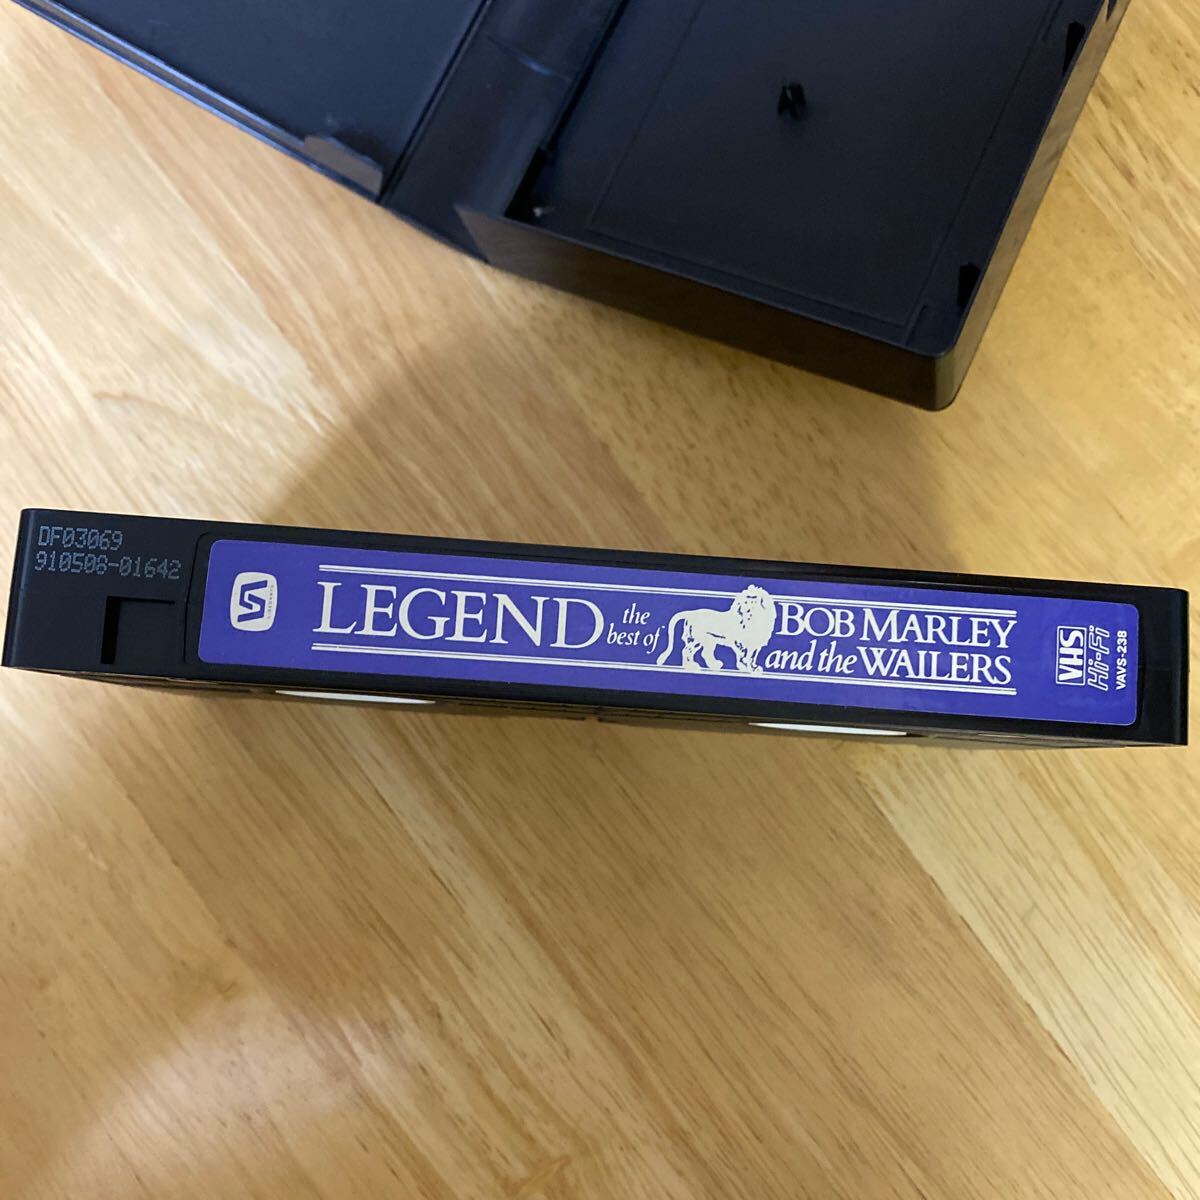 DF03069
910508-01642
S
LEGEND
the
best of
BOB MARLEY
and the WAILERS
VHS
Hi-Fi
VAVS-238